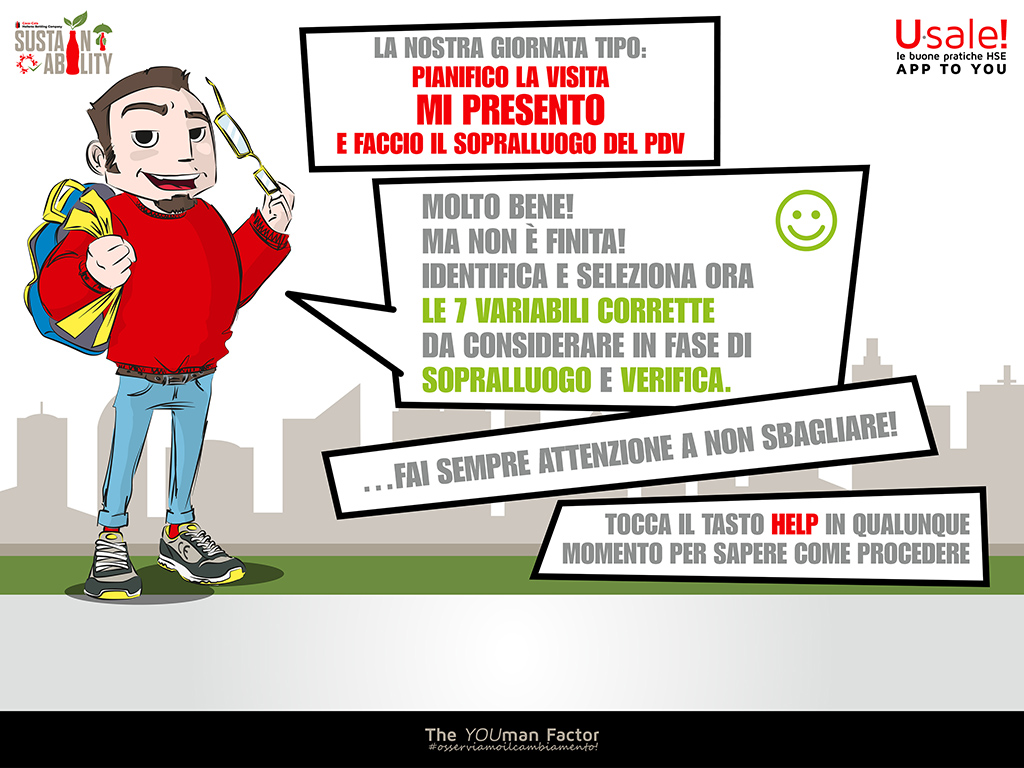 Coca-Cola
Hellenic Bottling Company
SUSTAIN
ABILITY
U·sale!
le buone pratiche HSE
APP TO YOU
LA NOSTRA GIORNATA TIPO:
PIANIFICO LA VISITA
MI PRESENTO
E FACCIO IL SOPRALLUOGO DEL PDV
MOLTO BENE!
MA NON È FINITA!
IDENTIFICA E SELEZIONA ORA
LE 7 VARIABILI CORRETTE
DA CONSIDERARE IN FASE DI
SOPRALLUOGO E VERIFICA.
...FAI SEMPRE ATTENZIONE A NON SBAGLIARE!
TOCCA IL TASTO HELP IN QUALUNQUE
MOMENTO PER SAPERE COME PROCEDERE
The YOUman Factor
#osserviamoilcambiamento!